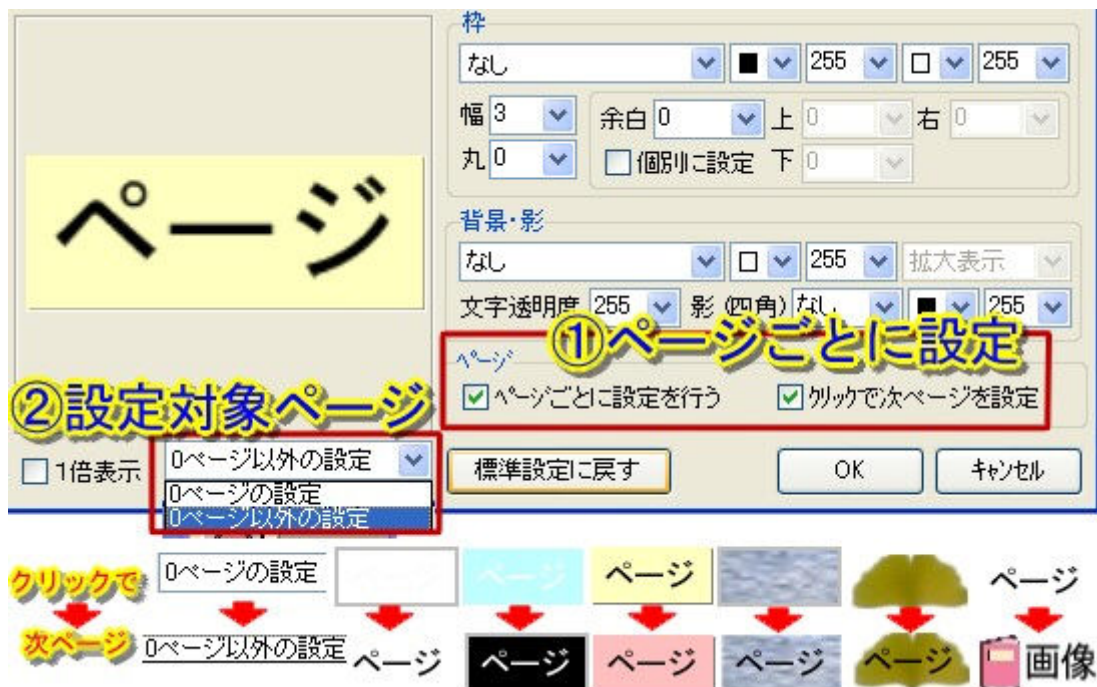 枠
なし 255 255
幅 3 余白 0 上 0 右 0
丸 0 個別に設定 下 0
ページ
背景・影
なし 255 拡大表示
文字透明度 255 影 (四角) なし 255
①ページごとに設定
ページ
ページごとに設定を行う クリックで次ページを設定
②設定対象ページ
1倍表示 0ページ以外の設定 標準設定に戻す OK キャンセル
0ページの設定
0ページ以外の設定
クリックで 0ページの設定 ページ ページ ページ
次ページ 0ページ以外の設定 ページ ページ ページ ページ ページ 画像